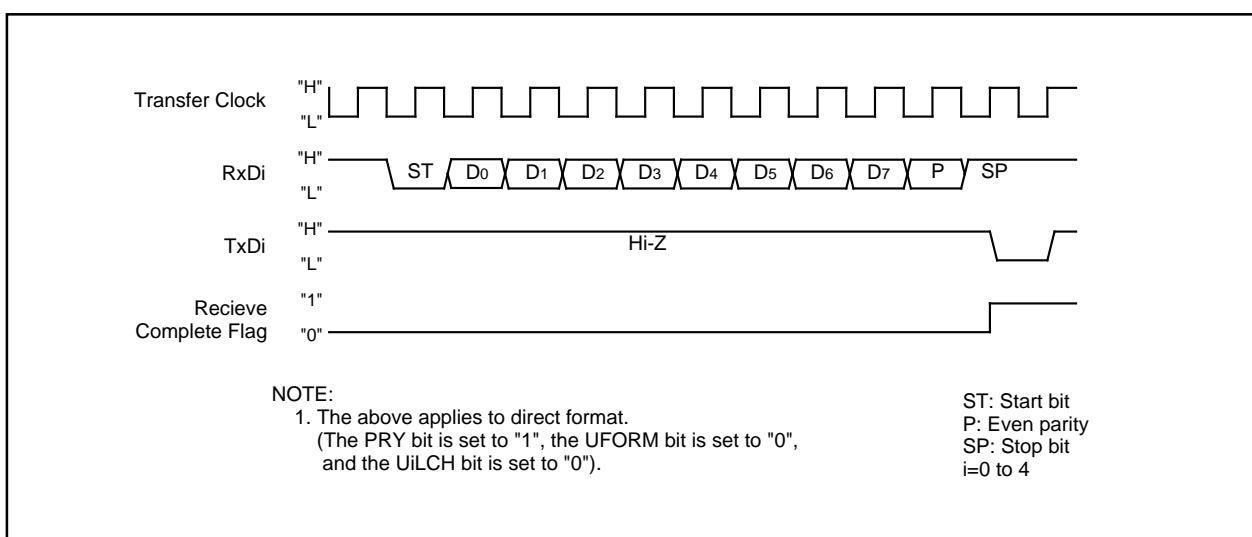 Transfer Clock "H"
"L"
RxDi "H" ST D0 D1 D2 D3 D4 D5 D6 D7 P SP
"L"
TxDi "H" Hi-Z
"L"
Recieve "1"
Complete Flag "0"
NOTE:
1. The above applies to direct format.
(The PRY bit is set to "1", the UFORM bit is set to "0",
and the UiLCH bit is set to "0").
ST: Start bit
P: Even parity
SP: Stop bit
i=0 to 4